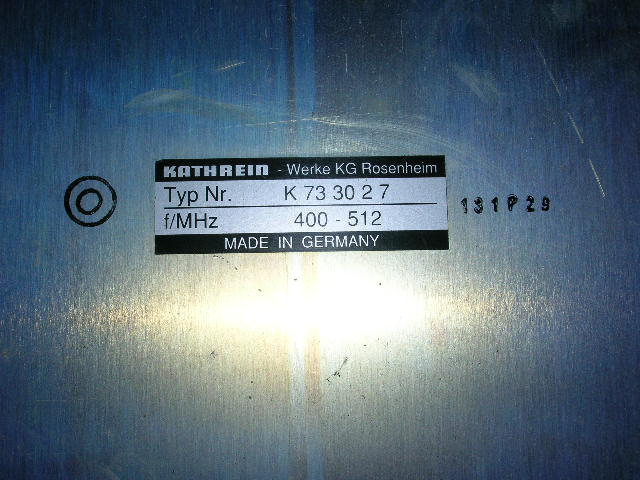 KATHREIN - Werke KG Rosenheim
Typ Nr. K 73 30 2 7
f/MHz 400 - 512
MADE IN GERMANY
131P29